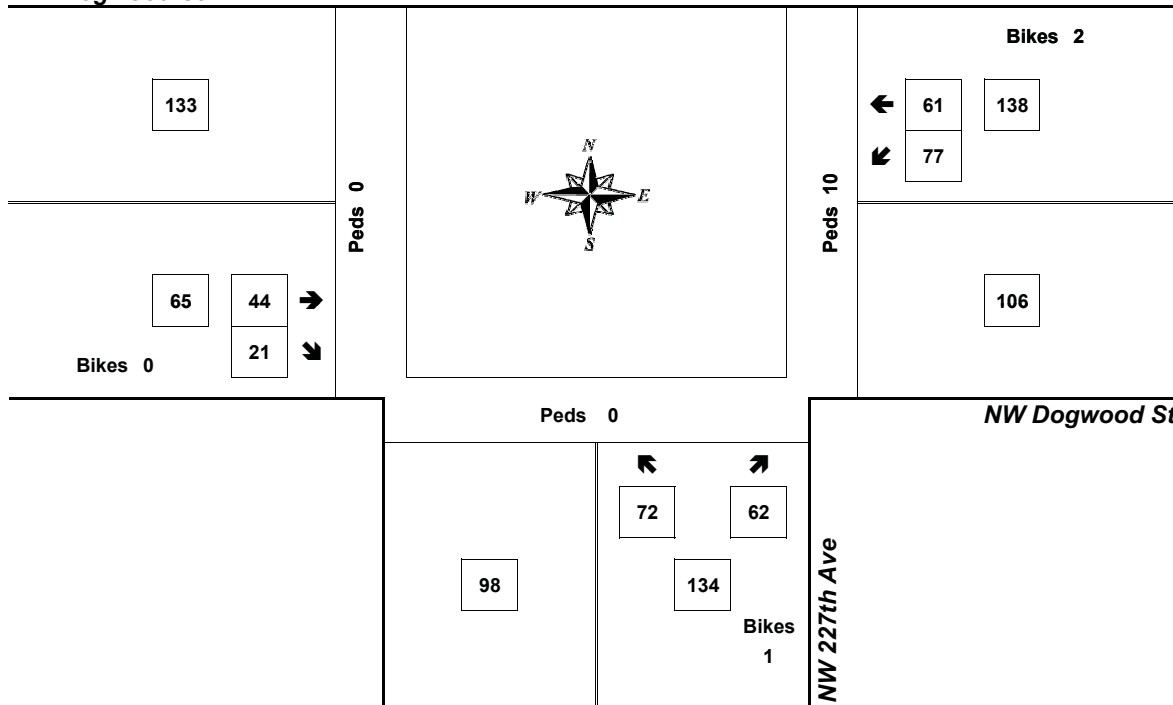 Bikes 2
133
61 138
77
N
W E
S
Peds 0
Peds 10
65 44
21
106
Bikes 0
Peds 0
NW Dogwood St
72 62
98 134
Bikes
1
NW 227th Ave